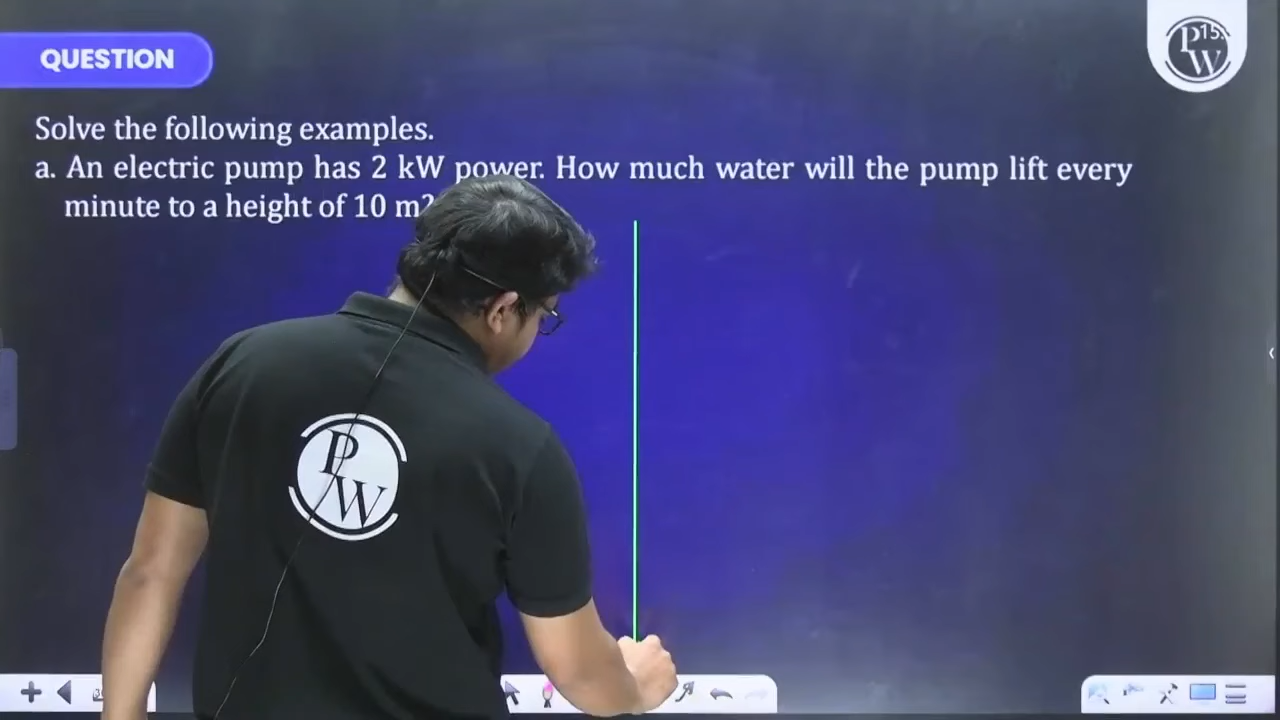 QUESTION
P 15.
W
Solve the following examples.
a. An electric pump has 2 kW power. How much water will the pump lift every
minute to a height of 10 m?
P
W